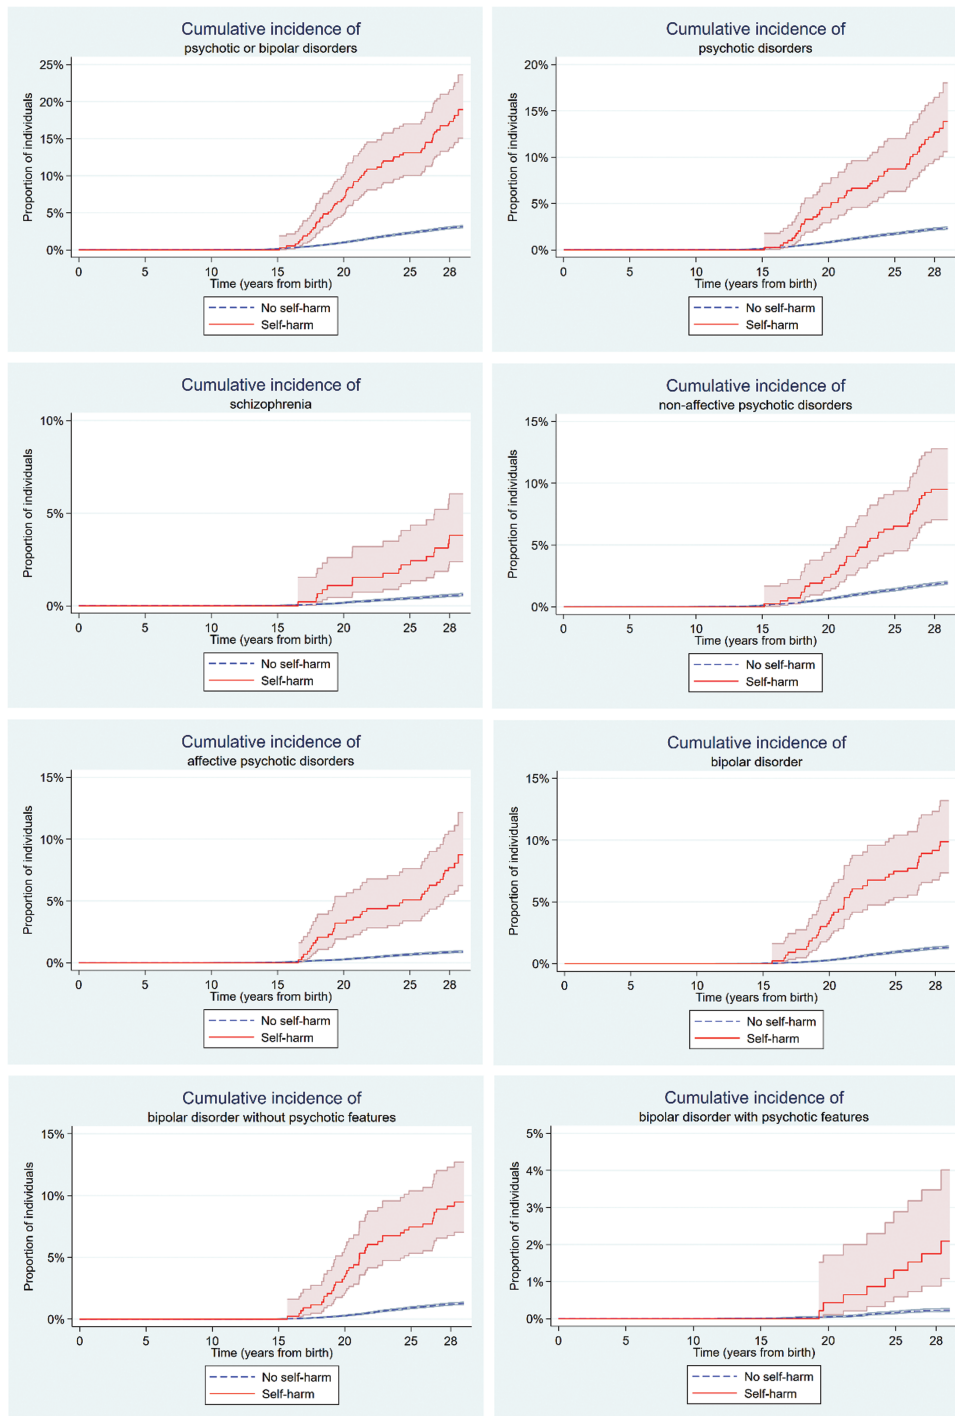 Cumulative incidence of
psychotic or bipolar disorders
Proportion of individuals
25%
20%
15%
10%
5%
0%
0 5 10 15 20 25 28
Time (years from birth)
No self-harm
Self-harm
Cumulative incidence of
psychotic disorders
Proportion of individuals
20%
15%
10%
5%
0%
0 5 10 15 20 25 28
Time (years from birth)
No self-harm
Self-harm
Cumulative incidence of
schizophrenia
Proportion of individuals
10%
5%
0%
0 5 10 15 20 25 28
Time (years from birth)
No self-harm
Self-harm
Cumulative incidence of
non-affective psychotic disorders
Proportion of individuals
15%
10%
5%
0%
0 5 10 15 20 25 28
Time (years from birth)
No self-harm
Self-harm
Cumulative incidence of
affective psychotic disorders
Proportion of individuals
15%
10%
5%
0%
0 5 10 15 20 25 28
Time (years from birth)
No self-harm
Self-harm
Cumulative incidence of
bipolar disorder
Proportion of individuals
15%
10%
5%
0%
0 5 10 15 20 25 28
Time (years from birth)
No self-harm
Self-harm
Cumulative incidence of
bipolar disorder without psychotic features
Proportion of individuals
15%
10%
5%
0%
0 5 10 15 20 25 28
Time (years from birth)
No self-harm
Self-harm
Cumulative incidence of
bipolar disorder with psychotic features
Proportion of individuals
5%
4%
3%
2%
1%
0%
0 5 10 15 20 25 28
Time (years from birth)
No self-harm
Self-harm